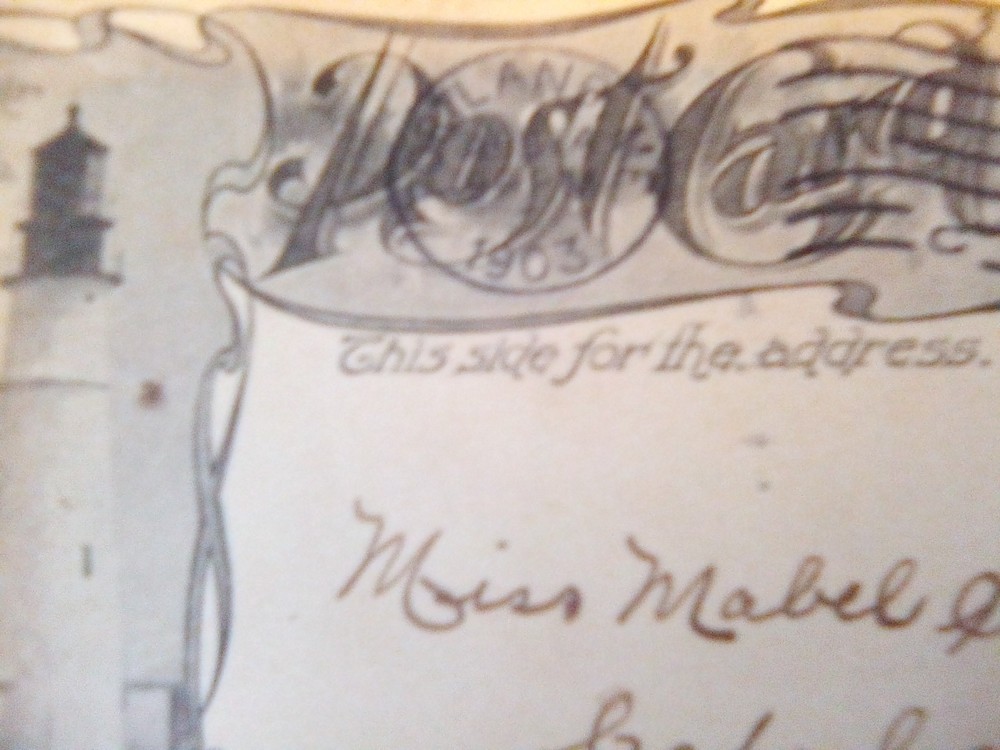 Post Card
LAN
1903
This side for the address.
Miss Mabel